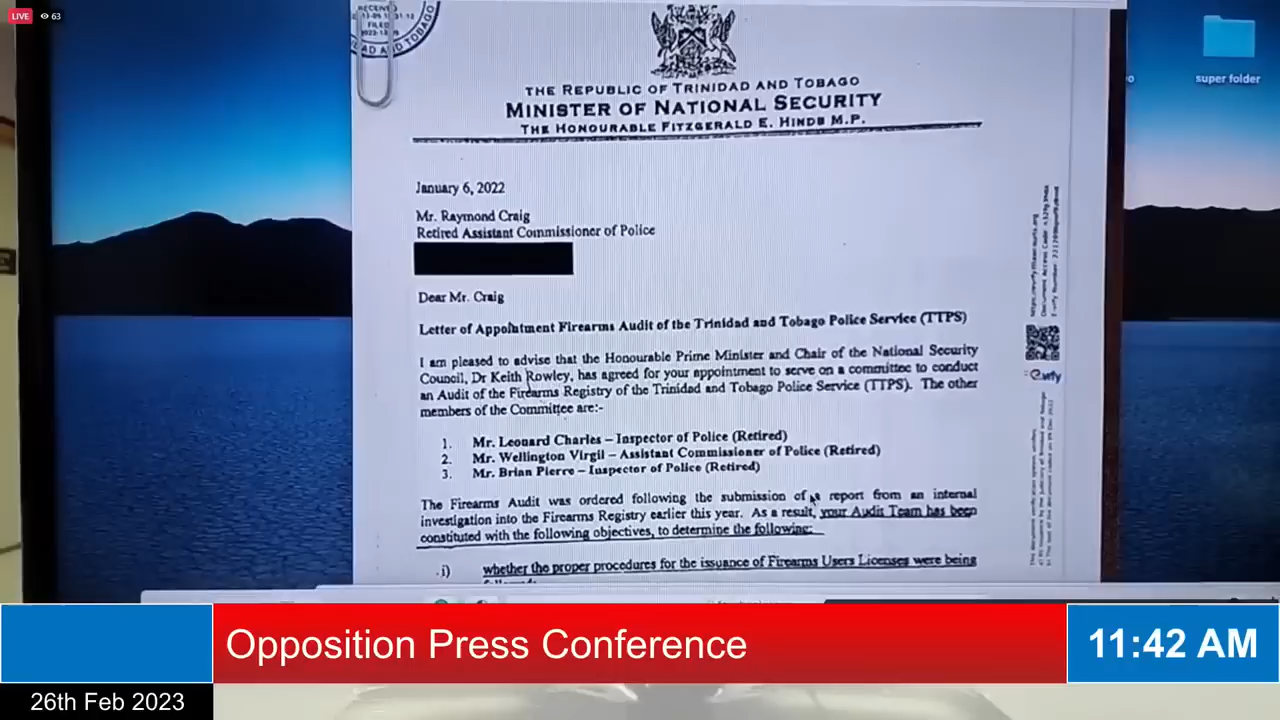 LIVE
63
RECEIVED
FILED
AD AND TOBAGO
super folder
THE REPUBLIC OF TRINIDAD AND TOBAGO
MINISTER OF NATIONAL SECURITY
THE HONOURABLE FITZGERALD E. HINDS M.P.
January 6, 2022
Mr. Raymond Craig
Retired Assistant Commissioner of Police
Dear Mr. Craig
Letter of Appointment Firearms Audit of the Trinidad and Tobago Police Service (TTPS)
I am pleased to advise that the Honourable Prime Minister and Chair of the National Security
Council, Dr Keith Rowley, has agreed for your appointment to serve on a committee to conduct
an Audit of the Firearms Registry of the Trinidad and Tobago Police Service (TTPS). The other
members of the Committee are:-
1. Mr. Leonard Charles – Inspector of Police (Retired)
2. Mr. Wellington Virgil – Assistant Commissioner of Police (Retired)
3. Mr. Brian Pierre – Inspector of Police (Retired)
The Firearms Audit was ordered following the submission of a report from an internal
investigation into the Firearms Registry earlier this year. As a result, your Audit Team has been
constituted with the following objectives, to determine the following:
i) whether the proper procedures for the issuance of Firearms Users Licenses were being
Opposition Press Conference
11:42 AM
26th Feb 2023